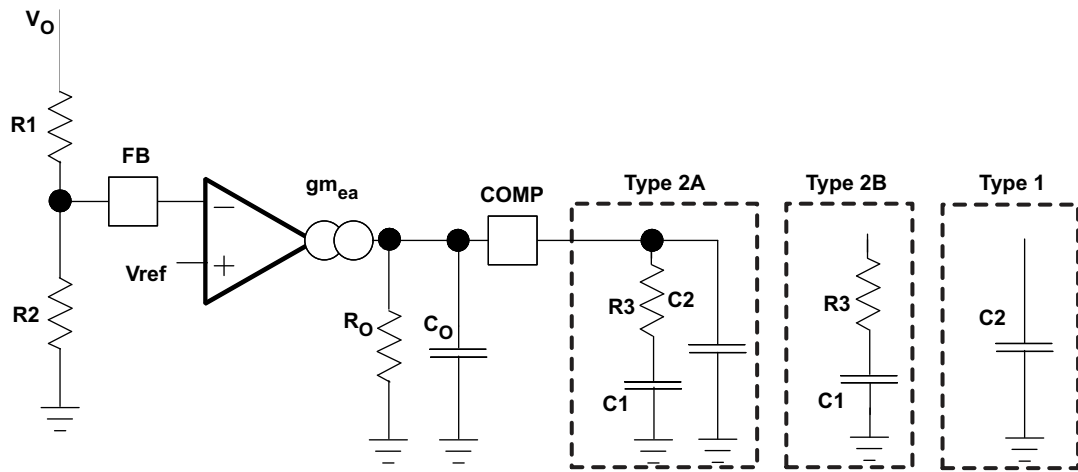 VO
R1
FB
gmea
COMP
Type 2A
Type 2B
Type 1
Vref
R2
RO
CO
R3
C2
C1
R3
C1
C2